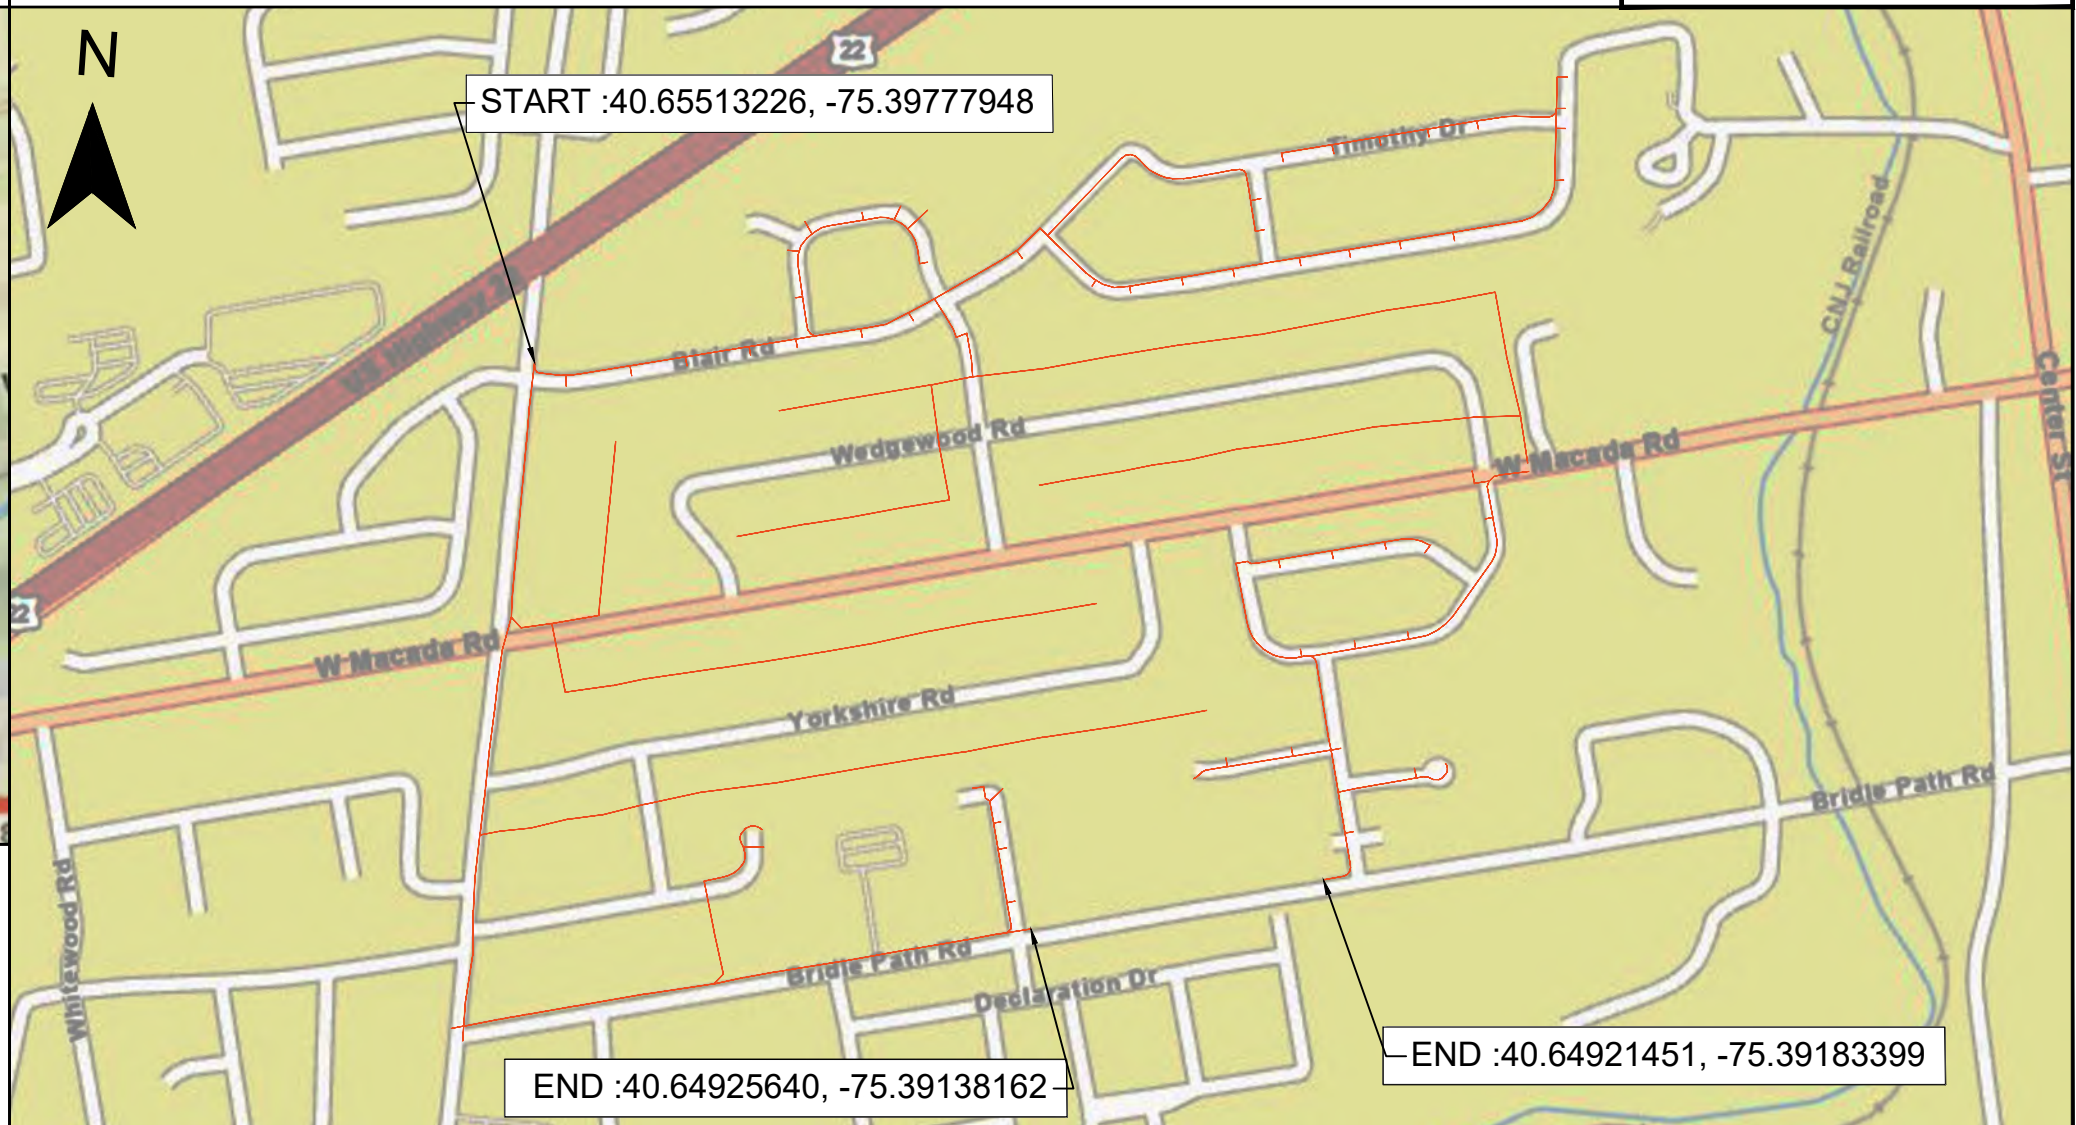 N
22
START :40.65513226, -75.39777948
Timothy Dr
CNJ Railroad
US Highway 22
Blair Rd
Center St
Wedgewood Rd
W Macada Rd
22
W Macada Rd
Yorkshire Rd
Bridle Path Rd
Whitewood Rd
Bridle Path Rd
Declaration Dr
END :40.64921451, -75.39183399
END :40.64925640, -75.39138162